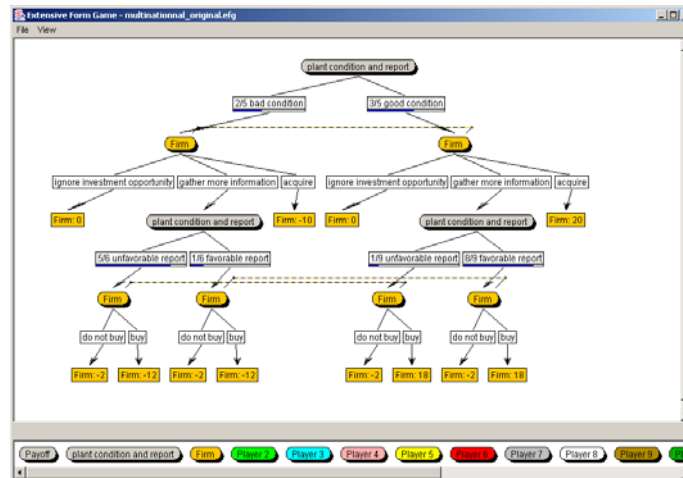 Extensive Form Game - multinationnal_original.efg
File View
plant condition and report
2/5 bad condition 3/5 good condition
Firm Firm
ignore investment opportunity gather more information acquire ignore investment opportunity gather more information acquire
Firm: 0 plant condition and report Firm: -10 Firm: 0 plant condition and report Firm: 20
5/6 unfavorable report 1/6 favorable report 1/9 unfavorable report 8/9 favorable report
Firm Firm Firm Firm
do not buy buy do not buy buy do not buy buy do not buy buy
Firm: -2 Firm: -12 Firm: -2 Firm: -12 Firm: -2 Firm: 18 Firm: -2 Firm: 18
Payoff plant condition and report Firm Player 2 Player 3 Player 4 Player 5 Player 6 Player 7 Player 8 Player 9